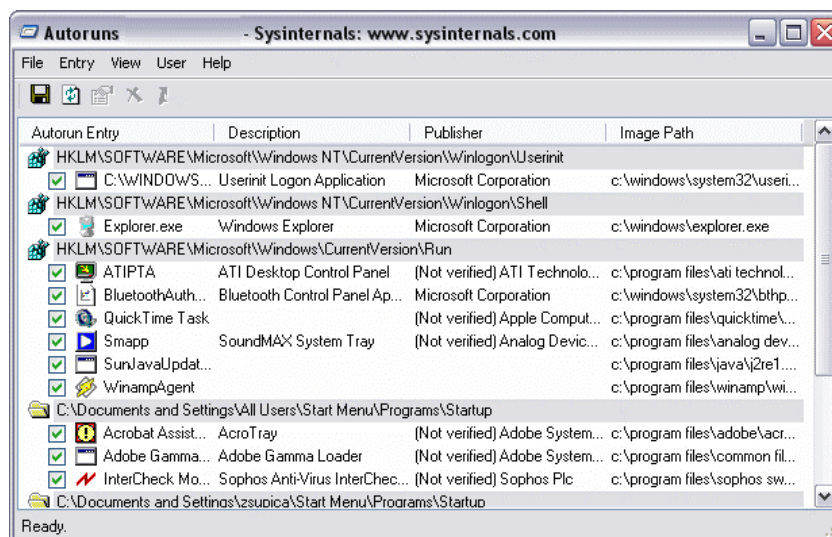 Autoruns - Sysinternals: www.sysinternals.com
File Entry View User Help
Autorun Entry Description Publisher Image Path
HKLM\SOFTWARE\Microsoft\Windows NT\CurrentVersion\Winlogon\Userinit
C:\WINDOWS... Userinit Logon Application Microsoft Corporation c:\windows\system32\useri...
HKLM\SOFTWARE\Microsoft\Windows NT\CurrentVersion\Winlogon\Shell
Explorer.exe Windows Explorer Microsoft Corporation c:\windows\explorer.exe
HKLM\SOFTWARE\Microsoft\Windows\CurrentVersion\Run
ATIPTA ATI Desktop Control Panel (Not verified) ATI Technolo... c:\program files\ati technol...
BluetoothAuth... Bluetooth Control Panel Ap... Microsoft Corporation c:\windows\system32\bthp...
QuickTime Task (Not verified) Apple Comput... c:\program files\quicktime\...
Smapp SoundMAX System Tray (Not verified) Analog Devic... c:\program files\analog dev...
SunJavaUpdat... c:\program files\java\j2re1....
WinampAgent c:\program files\winamp\wi...
C:\Documents and Settings\All Users\Start Menu\Programs\Startup
Acrobat Assist... AcroTray (Not verified) Adobe System... c:\program files\adobe\acr...
Adobe Gamma... Adobe Gamma Loader (Not verified) Adobe System... c:\program files\common fil...
InterCheck Mo... Sophos Anti-Virus InterChec... (Not verified) Sophos Plc c:\program files\sophos sw...
C:\Documents and Settings\zsupica\Start Menu\Programs\Startup
Ready.